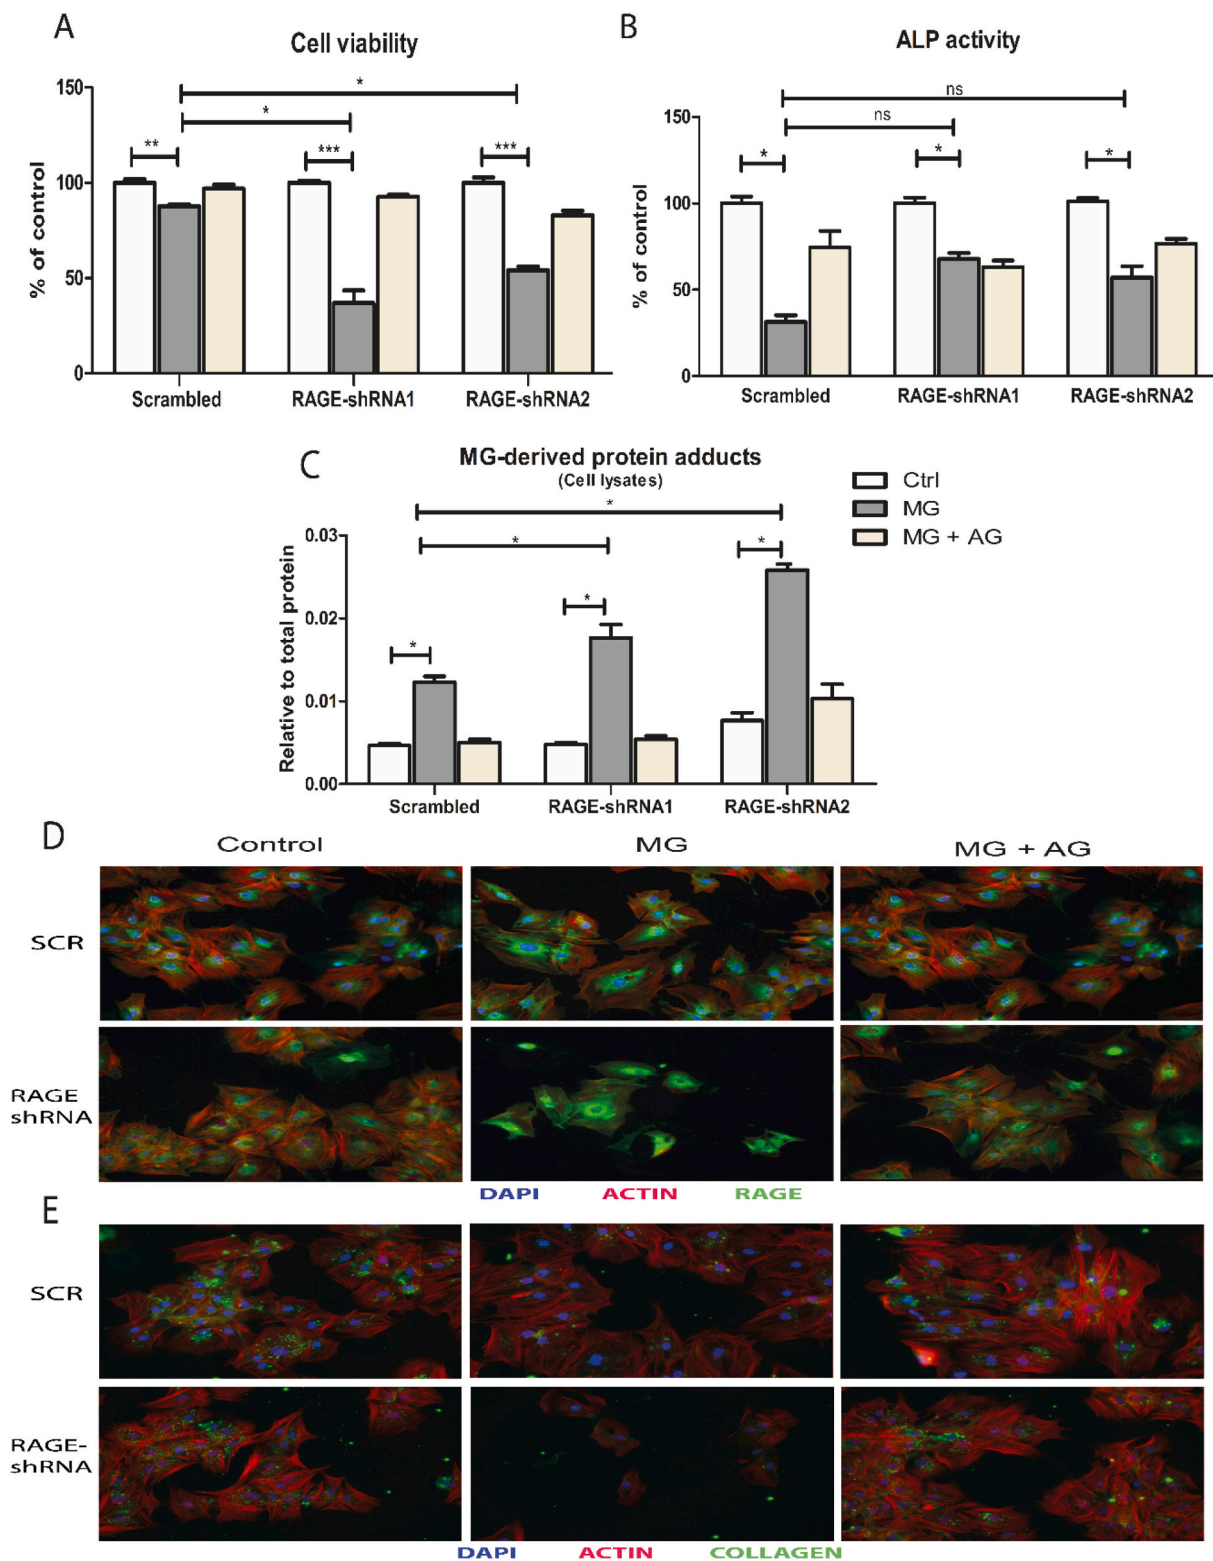 A
Cell viability
% of control
150
100
50
0
**
***
***
*
*
Scrambled
RAGE-shRNA1
RAGE-shRNA2
B
ALP activity
% of control
150
100
50
0
*
*
*
ns
ns
Scrambled
RAGE-shRNA1
RAGE-shRNA2
C
MG-derived protein adducts
(Cell lysates)
Relative to total protein
0.03
0.02
0.01
0.00
*
*
*
*
*
Scrambled
RAGE-shRNA1
RAGE-shRNA2
Ctrl
MG
MG + AG
D
Control
MG
MG + AG
SCR
RAGE
shRNA
DAPI ACTIN RAGE
E
SCR
RAGE-
shRNA
DAPI ACTIN COLLAGEN